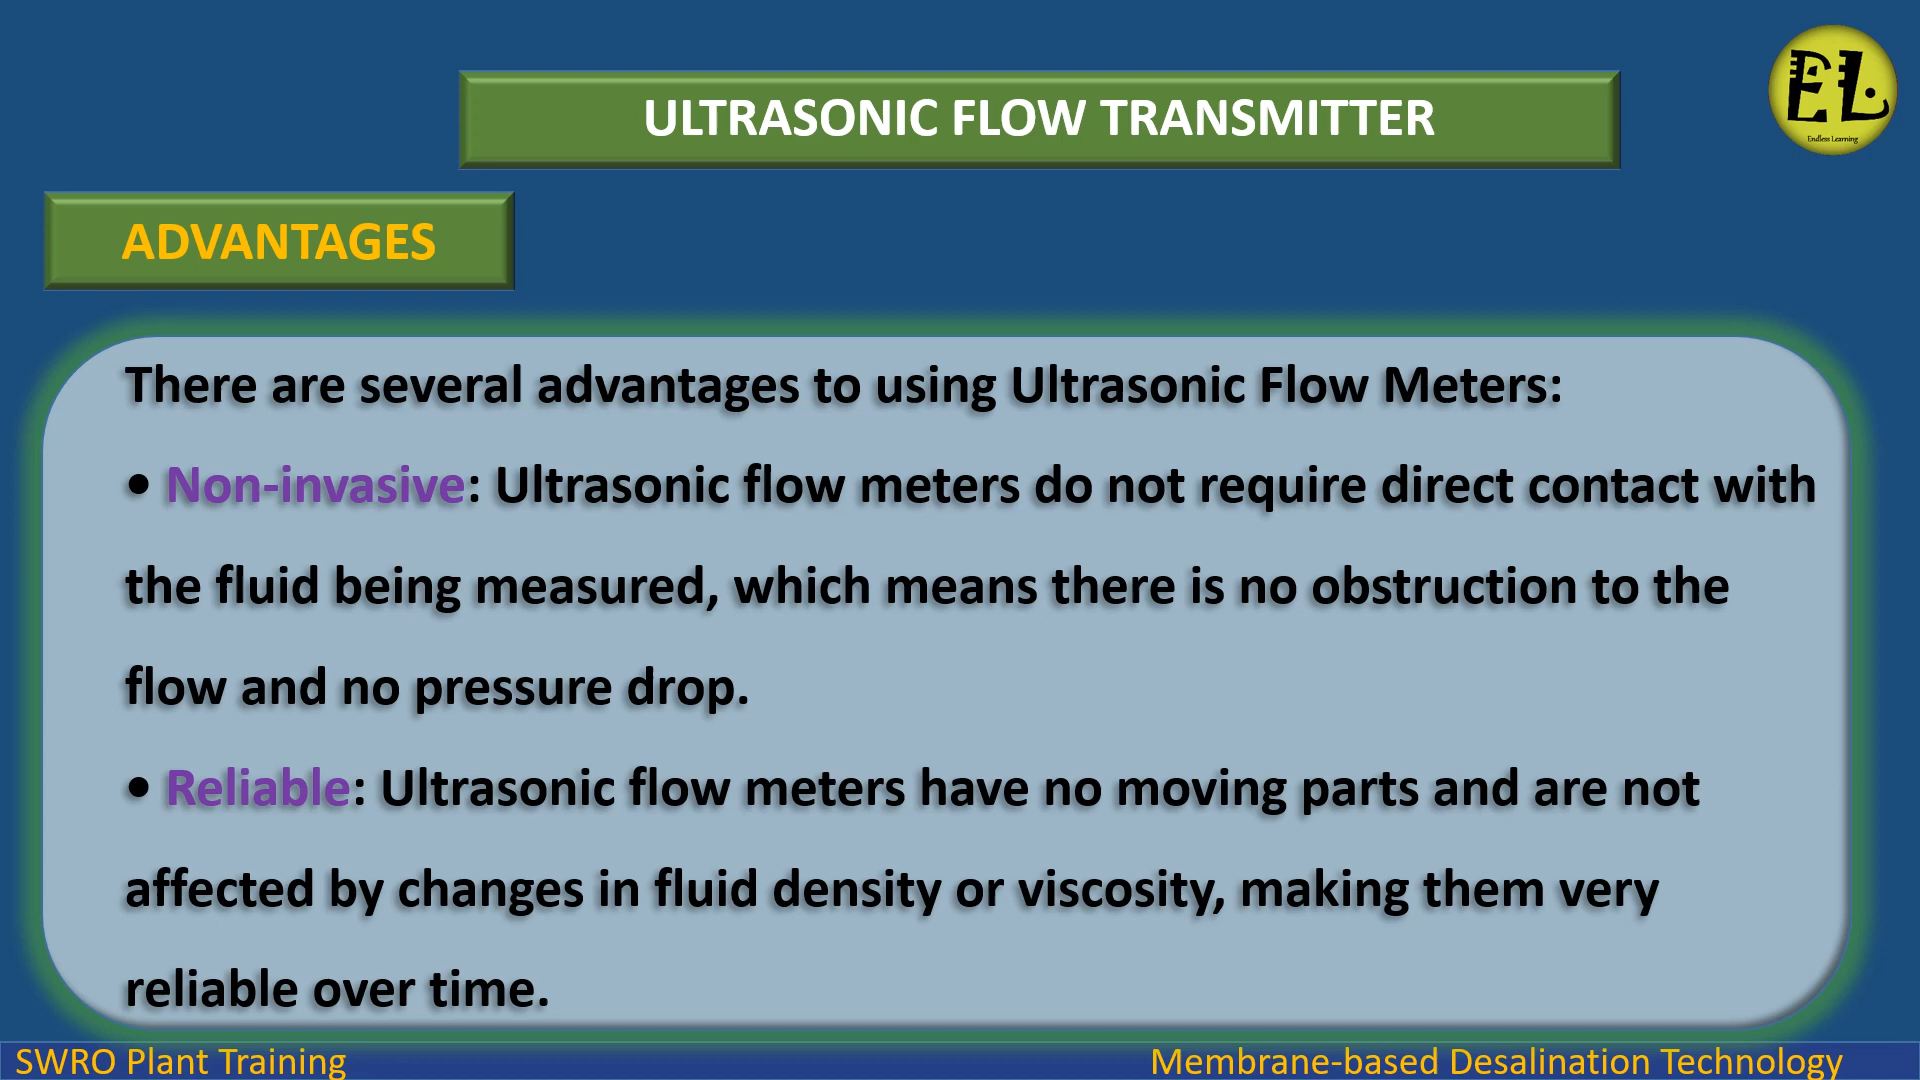 EL
Endless Learning
ULTRASONIC FLOW TRANSMITTER
ADVANTAGES
There are several advantages to using Ultrasonic Flow Meters:
• Non-invasive: Ultrasonic flow meters do not require direct contact with
the fluid being measured, which means there is no obstruction to the
flow and no pressure drop.
• Reliable: Ultrasonic flow meters have no moving parts and are not
affected by changes in fluid density or viscosity, making them very
reliable over time.
SWRO Plant Training
Membrane-based Desalination Technology